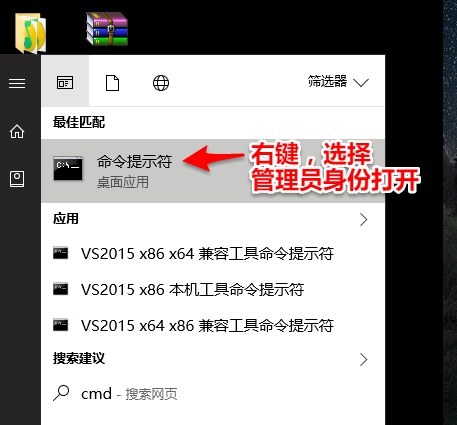 筛选器
最佳匹配
命令提示符
桌面应用
右键，选择
管理员身份打开
应用
VS2015 x86 x64 兼容工具命令提示符
VS2015 x86 本机工具命令提示符
VS2015 x64 x86 兼容工具命令提示符
搜索建议
cmd - 搜索网页